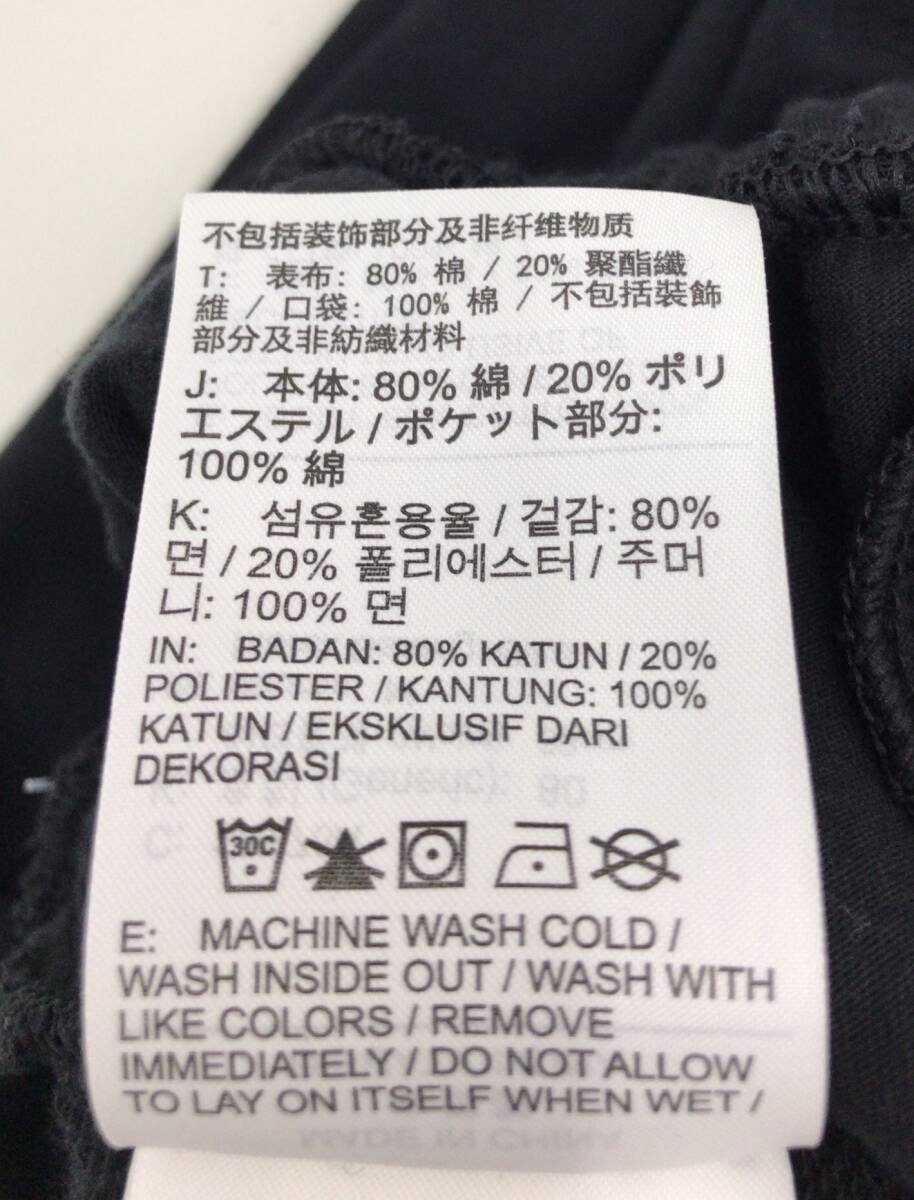 不包括装饰部分及非纤维物质
T: 表布: 80% 棉 / 20% 聚酯纖
維 / 口袋: 100% 棉 / 不包括裝飾
部分及非紡織材料
J: 本体: 80% 綿 / 20% ポリ
エステル / ポケット部分:
100% 綿
K: 섬유혼용율 / 겉감: 80%
면 / 20% 폴리에스터 / 주머
니: 100% 면
IN: BADAN: 80% KATUN / 20%
POLIESTER / KANTUNG: 100%
KATUN / EKSKLUSIF DARI
DEKORASI
30C
E: MACHINE WASH COLD /
WASH INSIDE OUT / WASH WITH
LIKE COLORS / REMOVE
IMMEDIATELY / DO NOT ALLOW
TO LAY ON ITSELF WHEN WET /